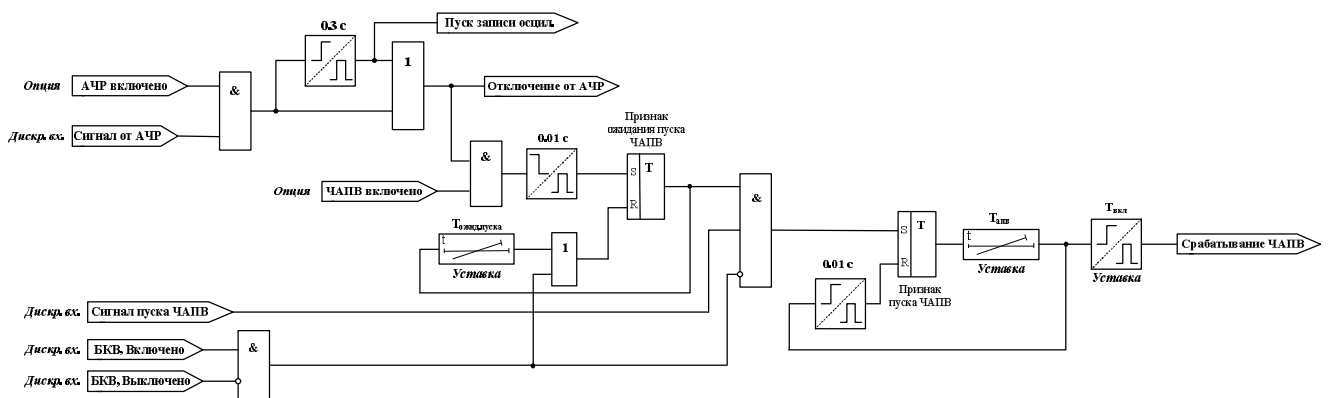 0.3 с
Пуск записи осцил.
1
Опция
АЧР включено
&
Отключение от АЧР
Дискр. вх.
Сигнал от АЧР
Признак
ожидания пуска
ЧАПВ
0.01 с
&
S
T
Опция
ЧАПВ включено
R
&
Tожид.пуска
t
1
Уставка
S
T
Tапв
t
Уставка
Tвкл
Уставка
Срабатывание ЧАПВ
0.01 с
R
Признак
пуска ЧАПВ
Дискр. вх.
Сигнал пуска ЧАПВ
Дискр. вх.
БКВ, Включено
&
Дискр. вх.
БКВ, Выключено